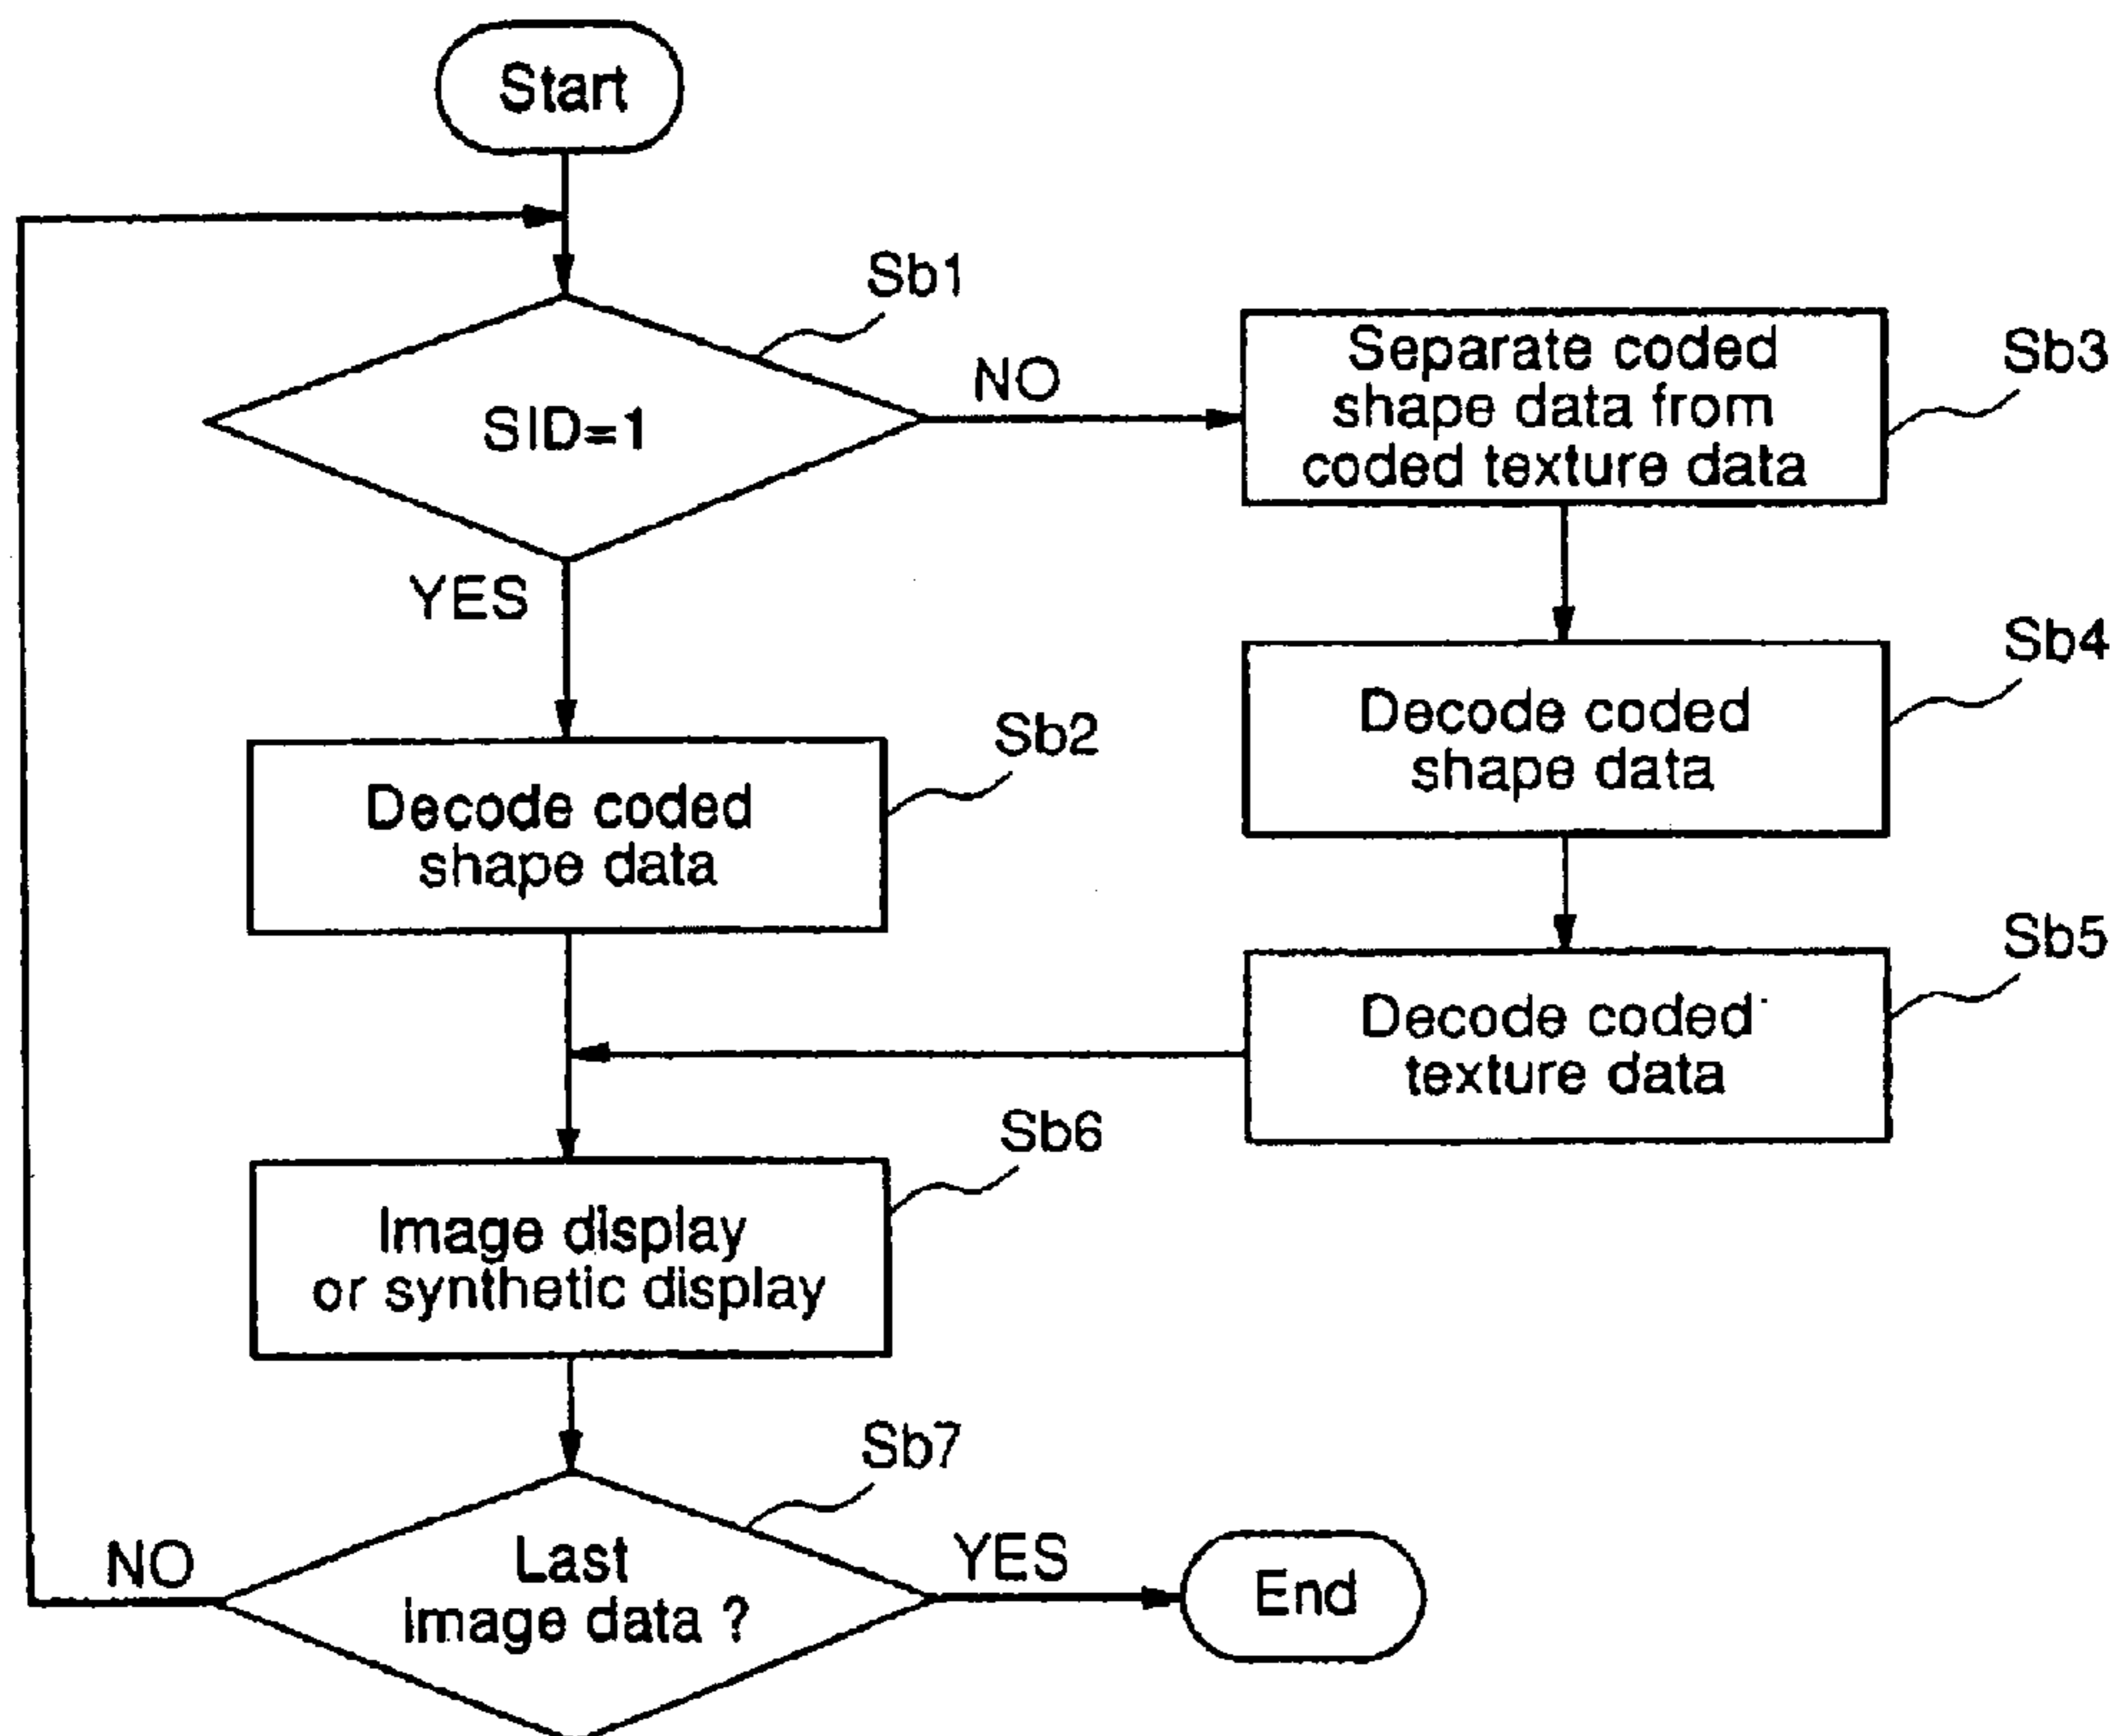 Start
Sb1
SID=1
NO
YES
Separate coded
shape data from
coded texture data
Sb3
Decode coded
shape data
Sb4
Decode coded
shape data
Sb2
Decode coded
texture data
Sb5
Image display
or synthetic display
Sb6
Last
image data ?
Sb7
NO
YES
End